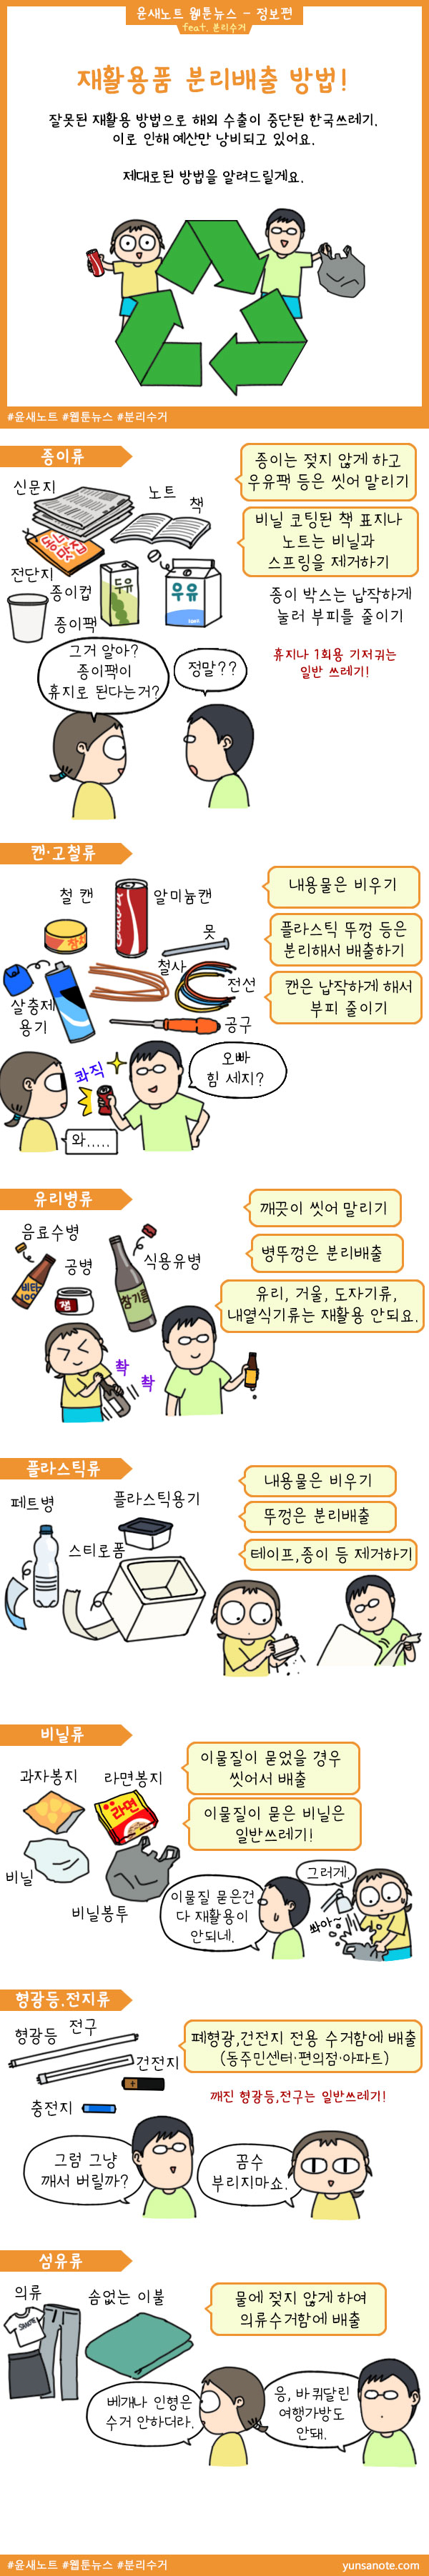 윤새노트 웹툰뉴스 - 정보편
feat. 분리수거
재활용품 분리배출 방법!
잘못된 재활용 방법으로 해외 수출이 중단된 한국쓰레기.
이로 인해 예산만 낭비되고 있어요.
제대로된 방법을 알려드릴게요.
#윤새노트 #웹툰뉴스 #분리수거
종이류
신문지
노트
책
전단지
종이컵
종이팩
두유
우유
종이는 젖지 않게 하고
우유팩 등은 씻어 말리기
비닐 코팅된 책 표지나
노트는 비닐과
스프링을 제거하기
종이 박스는 납작하게
눌러 부피를 줄이기
휴지나 1회용 기저귀는
일반 쓰레기!
그거 알아?
종이팩이
휴지로 된다는거?
정말??
캔·고철류
철 캔
알미늄캔
참치
못
철사
전선
살충제
용기
공구
내용물은 비우기
플라스틱 뚜껑 등은
분리해서 배출하기
캔은 납작하게 해서
부피 줄이기
콰직
오빠
힘 세지?
와.....
유리병류
음료수병
공병
식용유병
비타
100
잼
참기름
깨끗이 씻어 말리기
병뚜껑은 분리배출
유리, 거울, 도자기류,
내열식기류는 재활용 안되요.
촥
촥
플라스틱류
페트병
플라스틱용기
스티로폼
내용물은 비우기
뚜껑은 분리배출
테이프,종이 등 제거하기
비닐류
과자봉지
라면봉지
라면
비닐
비닐봉투
이물질이 묻었을 경우
씻어서 배출
이물질이 묻은 비닐은
일반쓰레기!
이물질 묻은건
다 재활용이
안되네.
그러게.
쏴아~
형광등.전지류
형광등
전구
건전지
충전지
폐형광,건전지 전용 수거함에 배출
(동주민센터·편의점·아파트)
깨진 형광등,전구는 일반쓰레기!
그럼 그냥
깨서 버릴까?
꼼수
부리지마쇼.
섬유류
의류
솜없는 이불
물에 젖지 않게 하여
의류수거함에 배출
베개나 인형은
수거 안하더라.
응, 바퀴달린
여행가방도
안돼.
#윤새노트 #웹툰뉴스 #분리수거
yunsanote.com